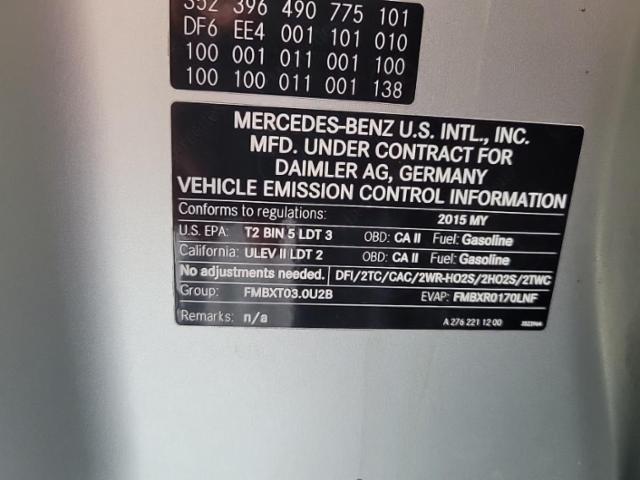 352 396 490 775 101
DF6 EE4 001 101 010
100 001 011 001 100
100 100 011 001 138
MERCEDES-BENZ U.S. INTL., INC.
MFD. UNDER CONTRACT FOR
DAIMLER AG, GERMANY
VEHICLE EMISSION CONTROL INFORMATION
Conforms to regulations: 2015 MY
U.S. EPA: T2 BIN 5 LDT 3 OBD: CA II Fuel: Gasoline
California: ULEV II LDT 2 OBD: CA II Fuel: Gasoline
No adjustments needed. DFI/2TC/CAC/2WR-HO2S/2HO2S/2TWC
Group: FMBXT03.0U2B EVAP: FMBXR0170LNF
Remarks: n/a A 276 221 12 00